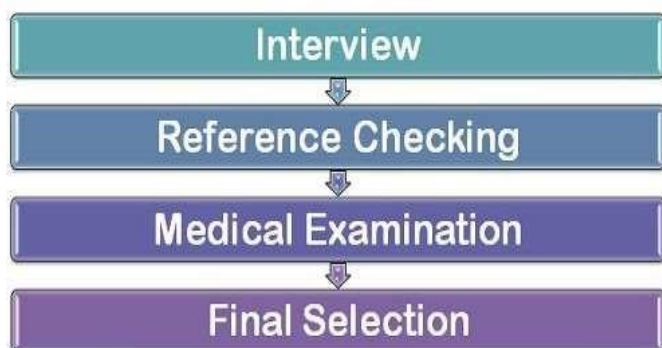 Interview
Reference Checking
Medical Examination
Final Selection